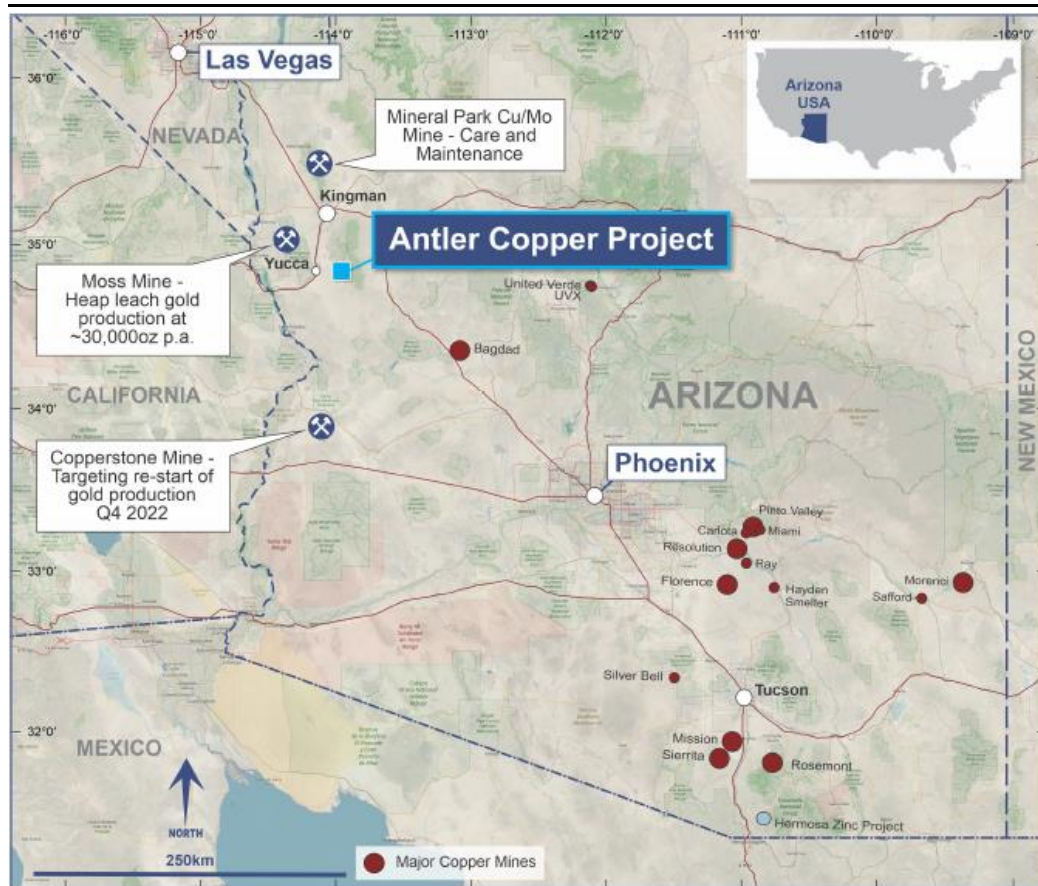 -116°0'
-115°0'
-114°0'
-113°0'
-112°0'
-111°0'
-110°0'
-109°0'
36°0'
Las Vegas
Arizona
USA
NEVADA
Mineral Park Cu/Mo
Mine - Care and
Maintenance
Kingman
35°0'
Antler Copper Project
Yucca
Moss Mine -
Heap leach gold
production at
~30,000oz p.a.
United Verde
UVX
Bagdad
CALIFORNIA
ARIZONA
NEW MEXICO
34°0'
Copperstone Mine -
Targeting re-start of
gold production
Q4 2022
Phoenix
Pinto Valley
Carlota
Miami
Resolution
Ray
33°0'
Florence
Hayden
Smelter
Morenci
Safford
Silver Bell
Tucson
32°0'
MEXICO
Mission
Sierrita
Rosemont
Hermosa Zinc Project
NORTH
250km
Major Copper Mines